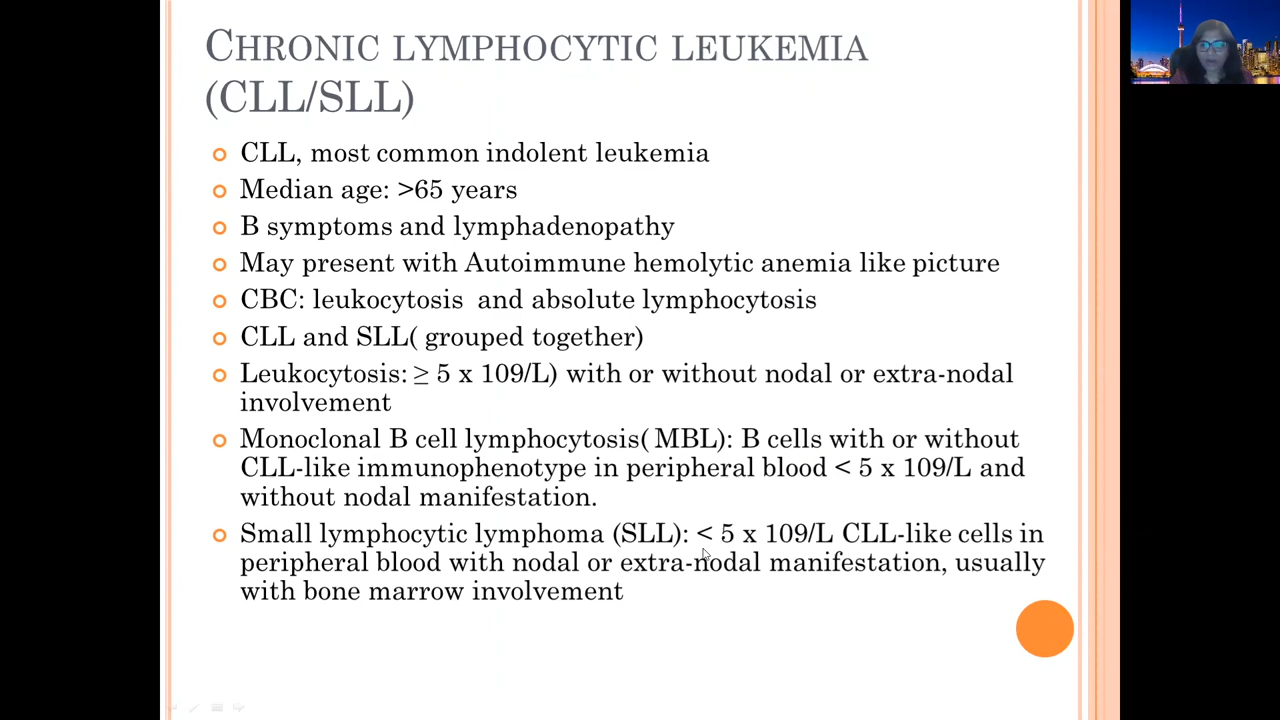 CHRONIC LYMPHOCYTIC LEUKEMIA
(CLL/SLL)
CLL, most common indolent leukemia
Median age: >65 years
B symptoms and lymphadenopathy
May present with Autoimmune hemolytic anemia like picture
CBC: leukocytosis and absolute lymphocytosis
CLL and SLL( grouped together)
Leukocytosis: ≥ 5 x 109/L) with or without nodal or extra-nodal
involvement
Monoclonal B cell lymphocytosis( MBL): B cells with or without
CLL-like immunophenotype in peripheral blood < 5 x 109/L and
without nodal manifestation.
Small lymphocytic lymphoma (SLL): < 5 x 109/L CLL-like cells in
peripheral blood with nodal or extra-nodal manifestation, usually
with bone marrow involvement